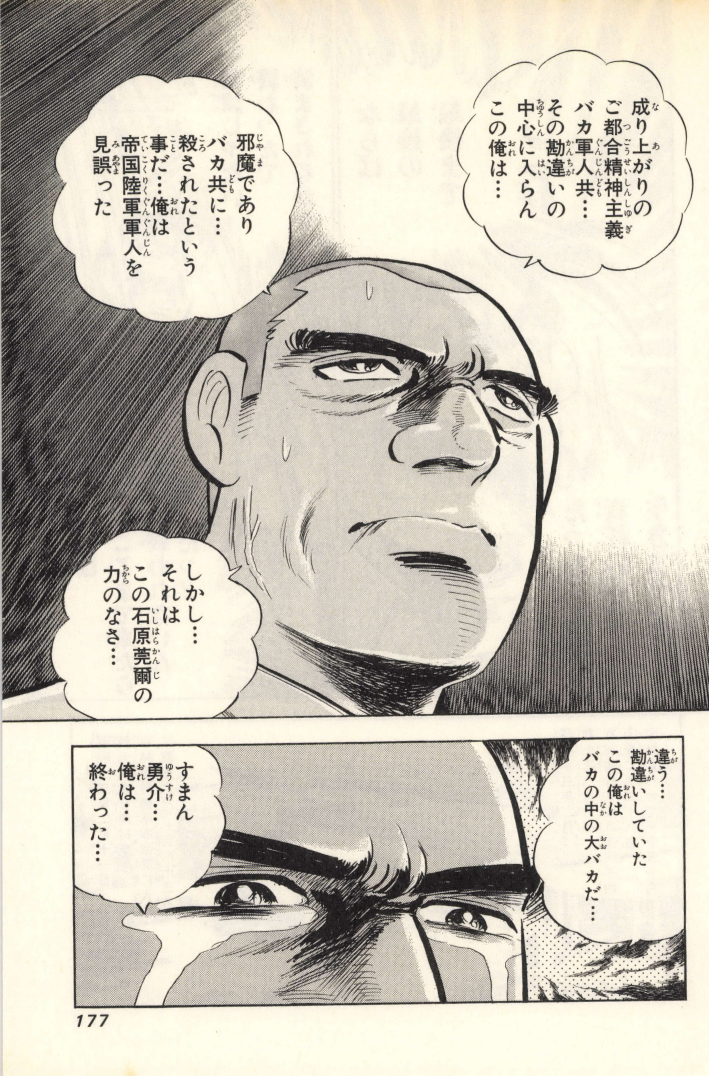 成り上がりの
ご都合精神主義
バカ軍人共…
その勘違いの
中心に入らん
この俺は…
邪魔であり
バカ共に…
殺されたという
事だ…俺は
帝国陸軍軍人を
見誤った
しかし…
それは
この石原莞爾の
力のなさ…
違う…
勘違いしていた
この俺は
バカの中の大バカだ…
すまん
勇介…
俺は…
終わった…
177